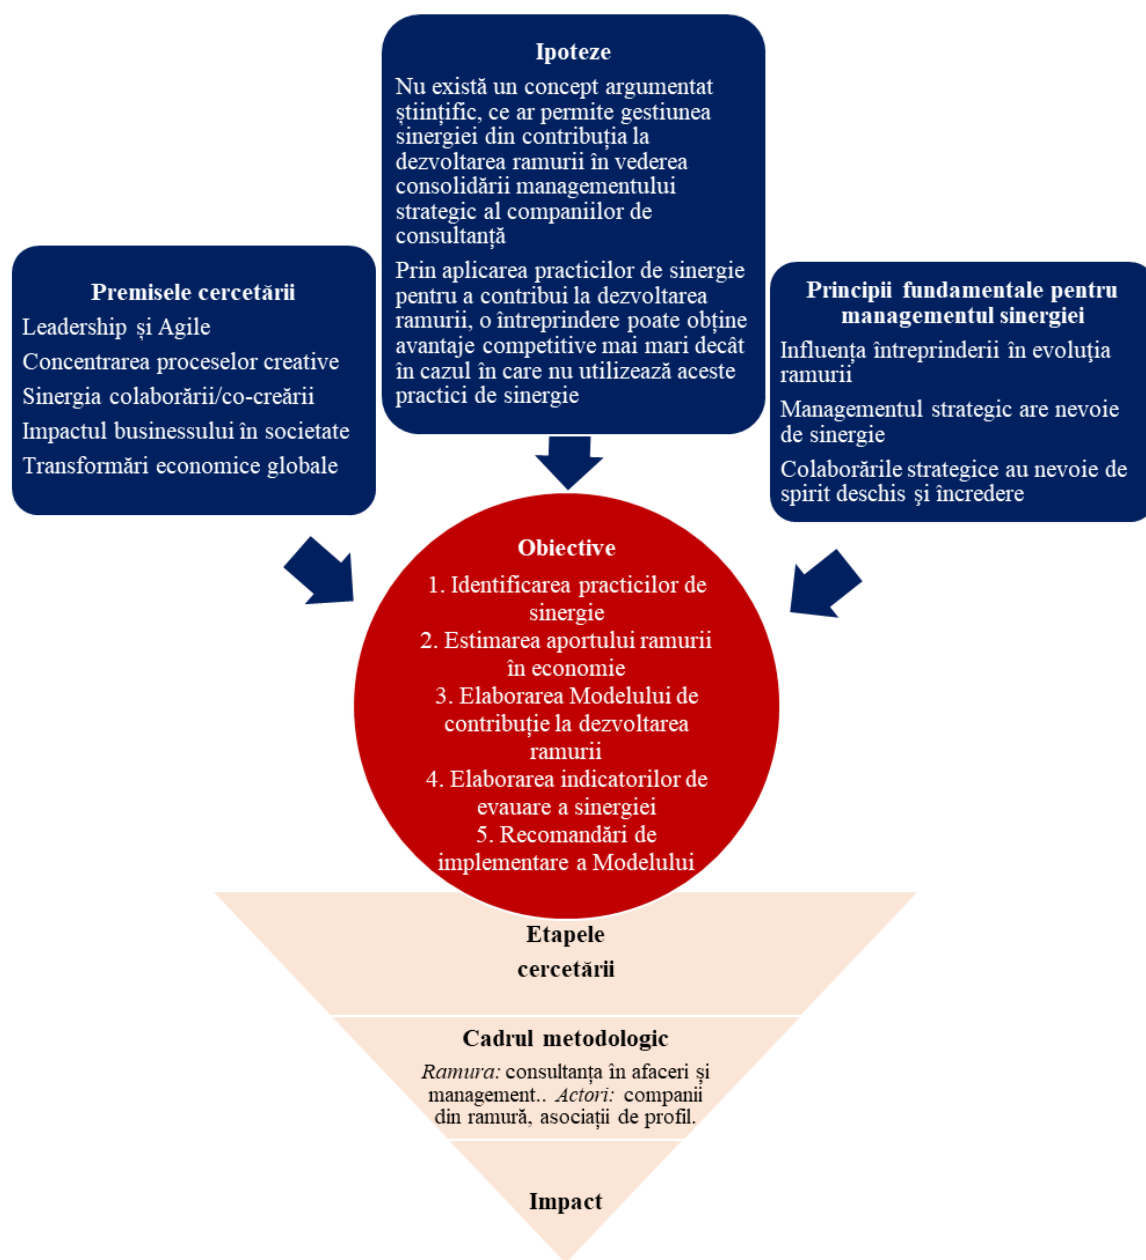 Ipoteze
Nu există un concept argumentat
științific, ce ar permite gestiunea
sinergiei din contribuția la
dezvoltarea ramurii în vederea
consolidării managementului
strategic al companiilor de
consultanță
Prin aplicarea practicilor de sinergie
pentru a contribui la dezvoltarea
ramurii, o întreprindere poate obține
avantaje competitive mai mari decât
în cazul în care nu utilizează aceste
practici de sinergie
Premisele cercetării
Leadership și Agile
Concentrarea proceselor creative
Sinergia colaborării/co-creării
Impactul businessului în societate
Transformări economice globale
Principii fundamentale pentru
managementul sinergiei
Influența întreprinderii în evoluția
ramurii
Managementul strategic are nevoie
de sinergie
Colaborările strategice au nevoie de
spirit deschis și încredere
Obiective
1. Identificarea practicilor de
sinergie
2. Estimarea aportului ramurii
în economie
3. Elaborarea Modelului de
contribuție la dezvoltarea
ramurii
4. Elaborarea indicatorilor de
evauare a sinergiei
5. Recomandări de
implementare a Modelului
Etapele
cercetării
Cadrul metodologic
Ramura: consultanța în afaceri și
management.. Actori: companii
din ramură, asociații de profil.
Impact